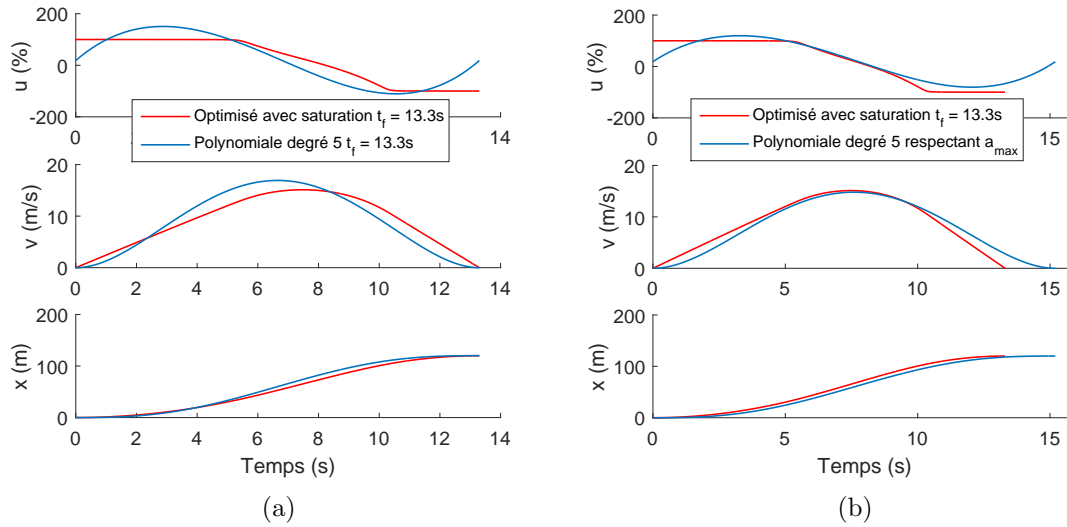 200
0
-200
u (%)
0
14
Optimisé avec saturation t_f = 13.3s
Polynomiale degré 5 t_f = 13.3s
20
10
0
v (m/s)
0 2 4 6 8 10 12 14
200
100
0
x (m)
0 2 4 6 8 10 12 14
Temps (s)
(a)
200
0
-200
u (%)
0
15
Optimisé avec saturation t_f = 13.3s
Polynomiale degré 5 respectant a_max
20
10
0
v (m/s)
0 5 10 15
200
100
0
x (m)
0 5 10 15
Temps (s)
(b)